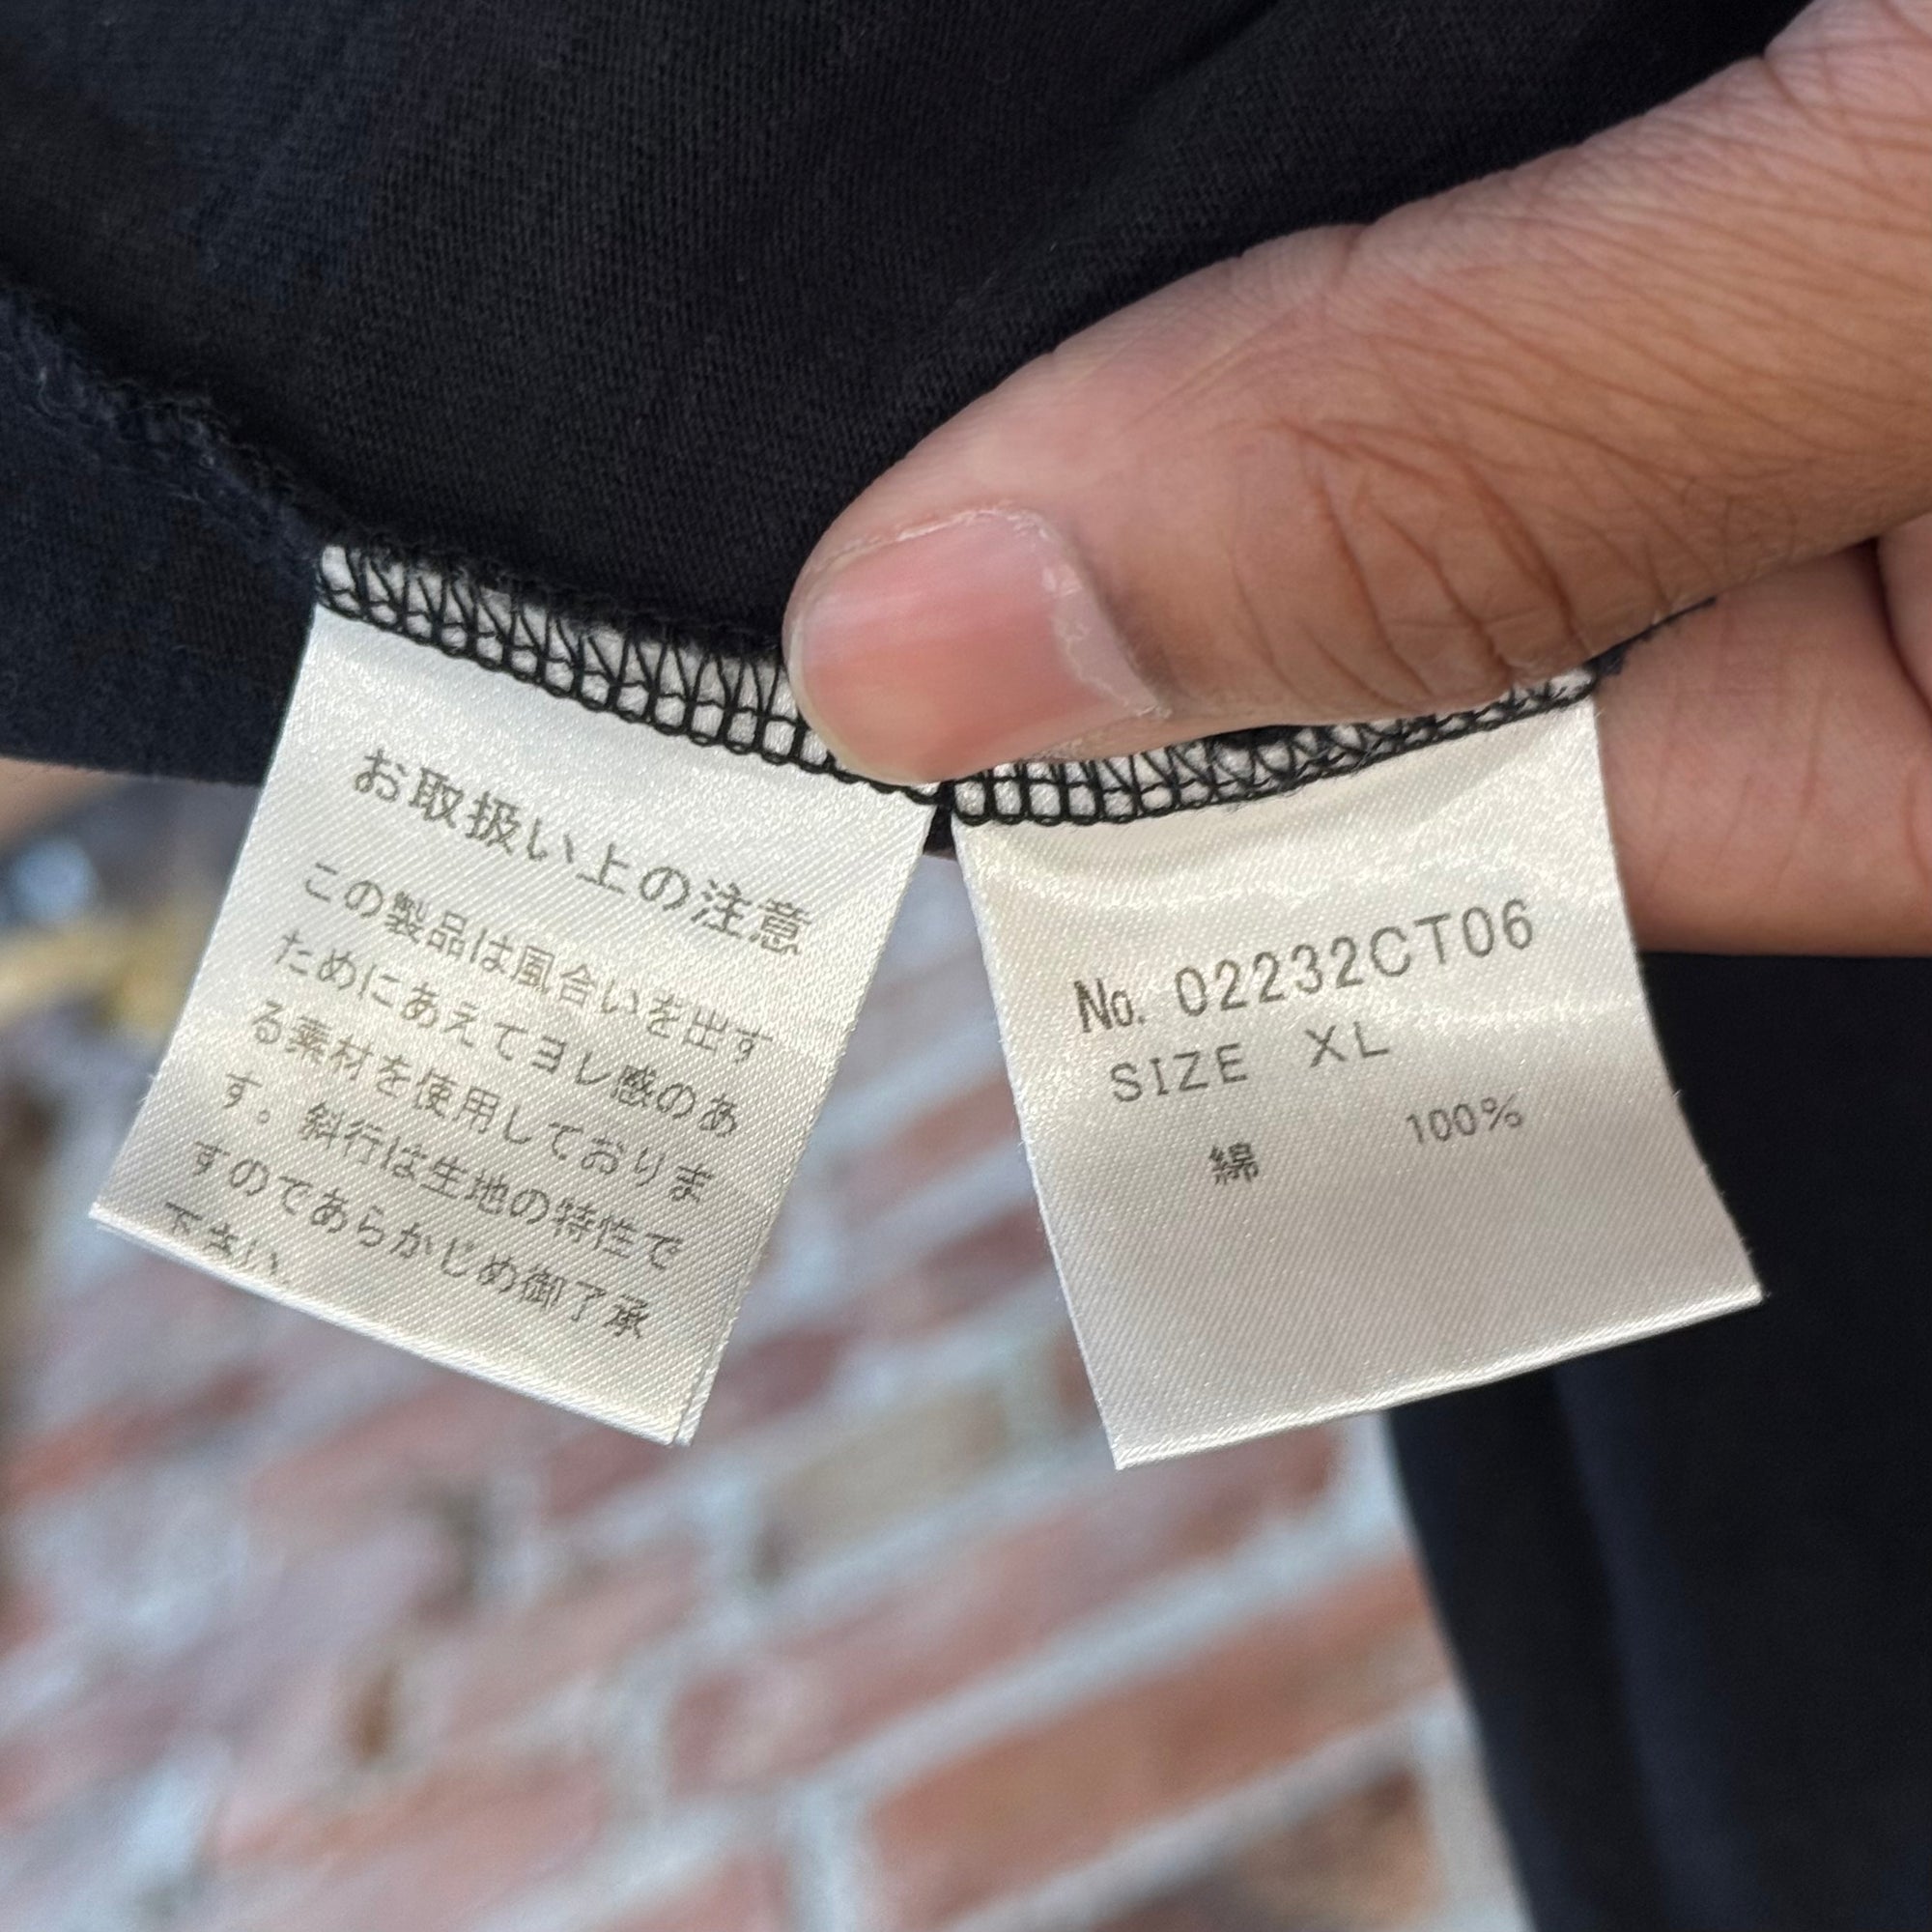 お取扱い上の注意
この製品は風合いを出す
ためにあえてヨレ感のあ
る素材を使用しておりま
す。斜行は生地の特性で
すのであらかじめ御了承
下さい。
No. 02232CT06
SIZE XL
綿 100%